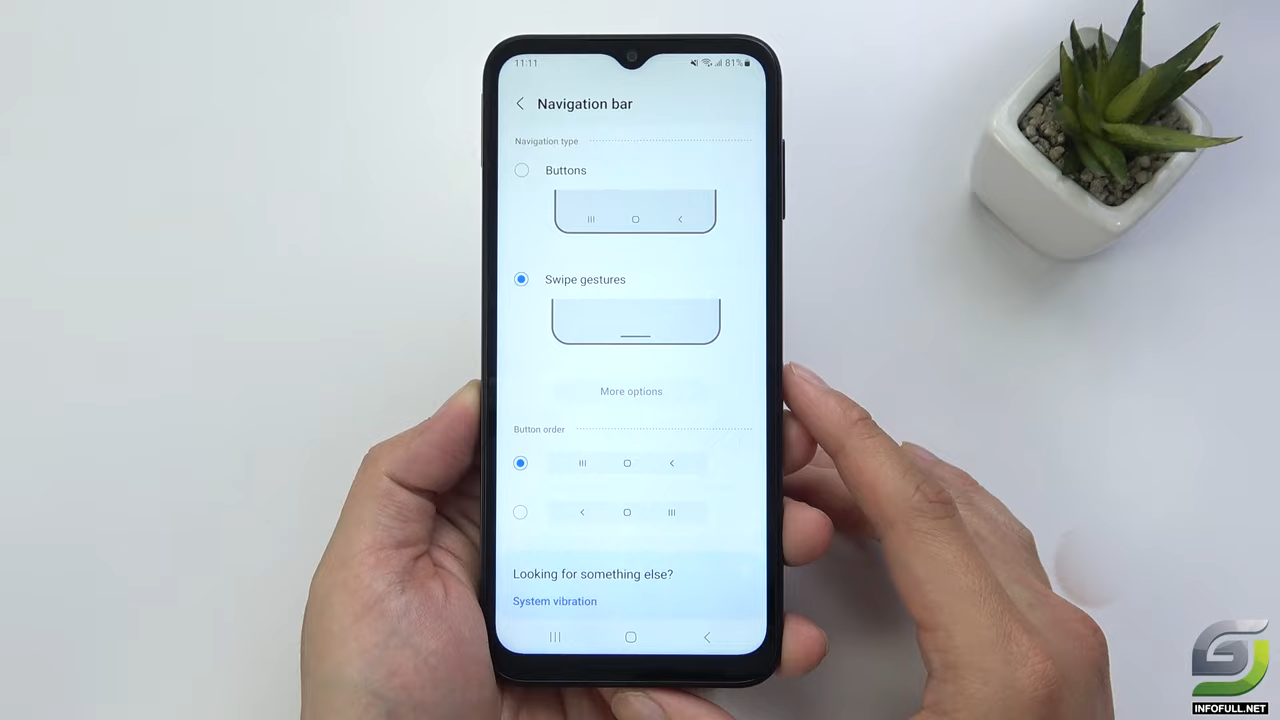 11:11
81%
Navigation bar
Navigation type
Buttons
Swipe gestures
More options
Button order
Looking for something else?
System vibration
INFOFULL.NET